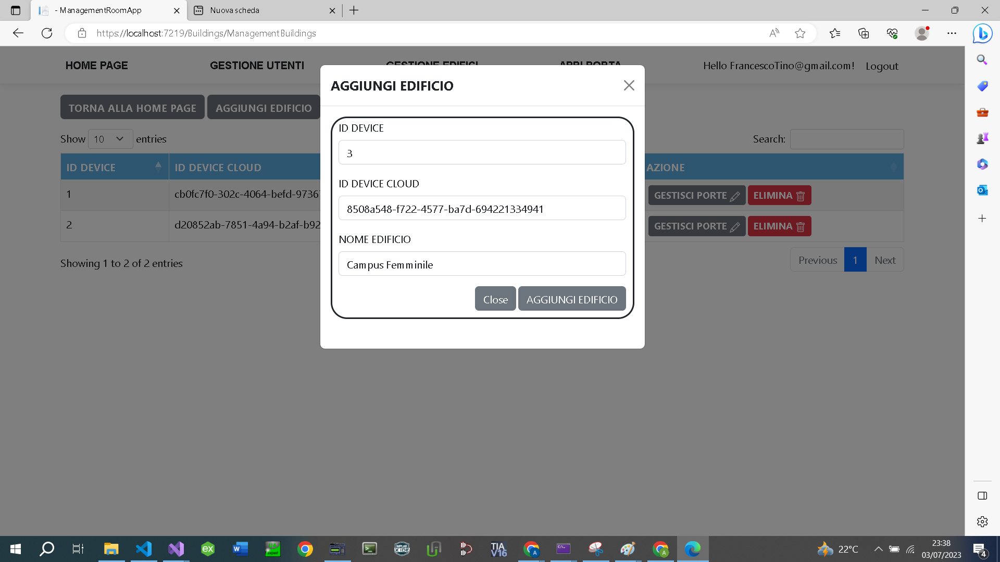 - ManagementRoomApp
Nuova scheda
https://localhost:7219/Buildings/ManagementBuildings
HOME PAGE
GESTIONE UTENTI
GESTIONE EDIFICI
APRI PORTA
Hello FrancescoTino@gmail.com!
Logout
AGGIUNGI EDIFICIO
TORNA ALLA HOME PAGE
AGGIUNGI EDIFICIO
Show 10 entries
Search:
ID DEVICE
ID DEVICE CLOUD
AZIONE
1
cb0fc7f0-302c-4064-befd-9736
GESTISCI PORTE
ELIMINA
2
d20852ab-7851-4a94-b2af-b92
GESTISCI PORTE
ELIMINA
Showing 1 to 2 of 2 entries
Previous
1
Next
ID DEVICE
3
ID DEVICE CLOUD
8508a548-f722-4577-ba7d-694221334941
NOME EDIFICIO
Campus Femminile
Close
AGGIUNGI EDIFICIO
22°C
23:38
03/07/2023
4